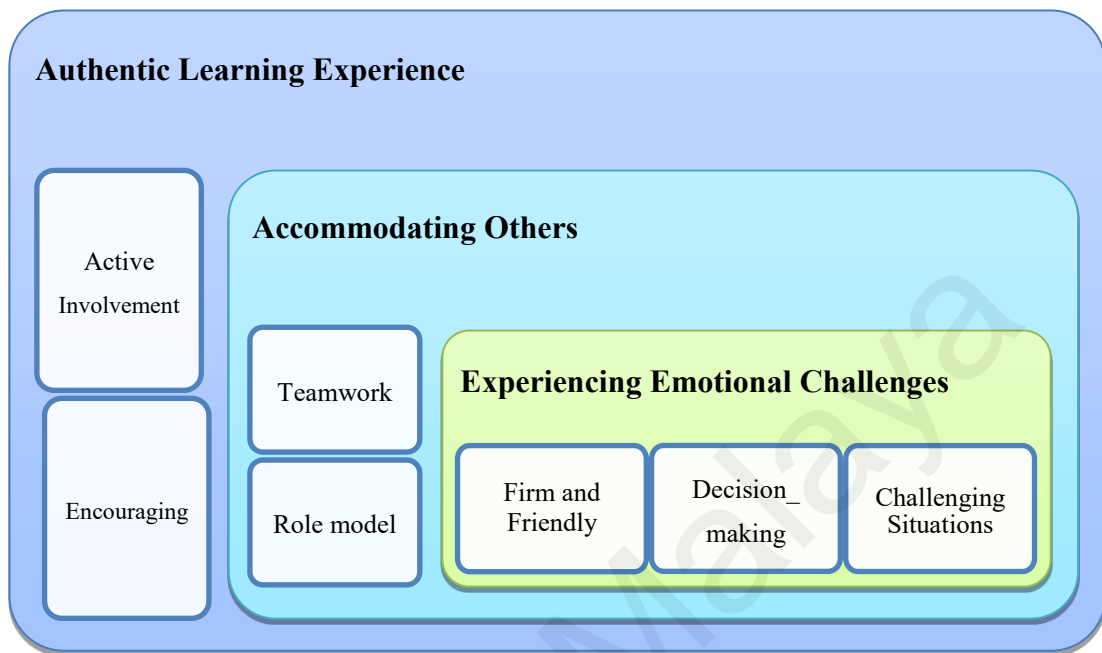 Authentic Learning Experience
Active
Involvement
Encouraging
Accommodating Others
Teamwork
Role model
Experiencing Emotional Challenges
Firm and
Friendly
Decision_
making
Challenging
Situations
Malaya